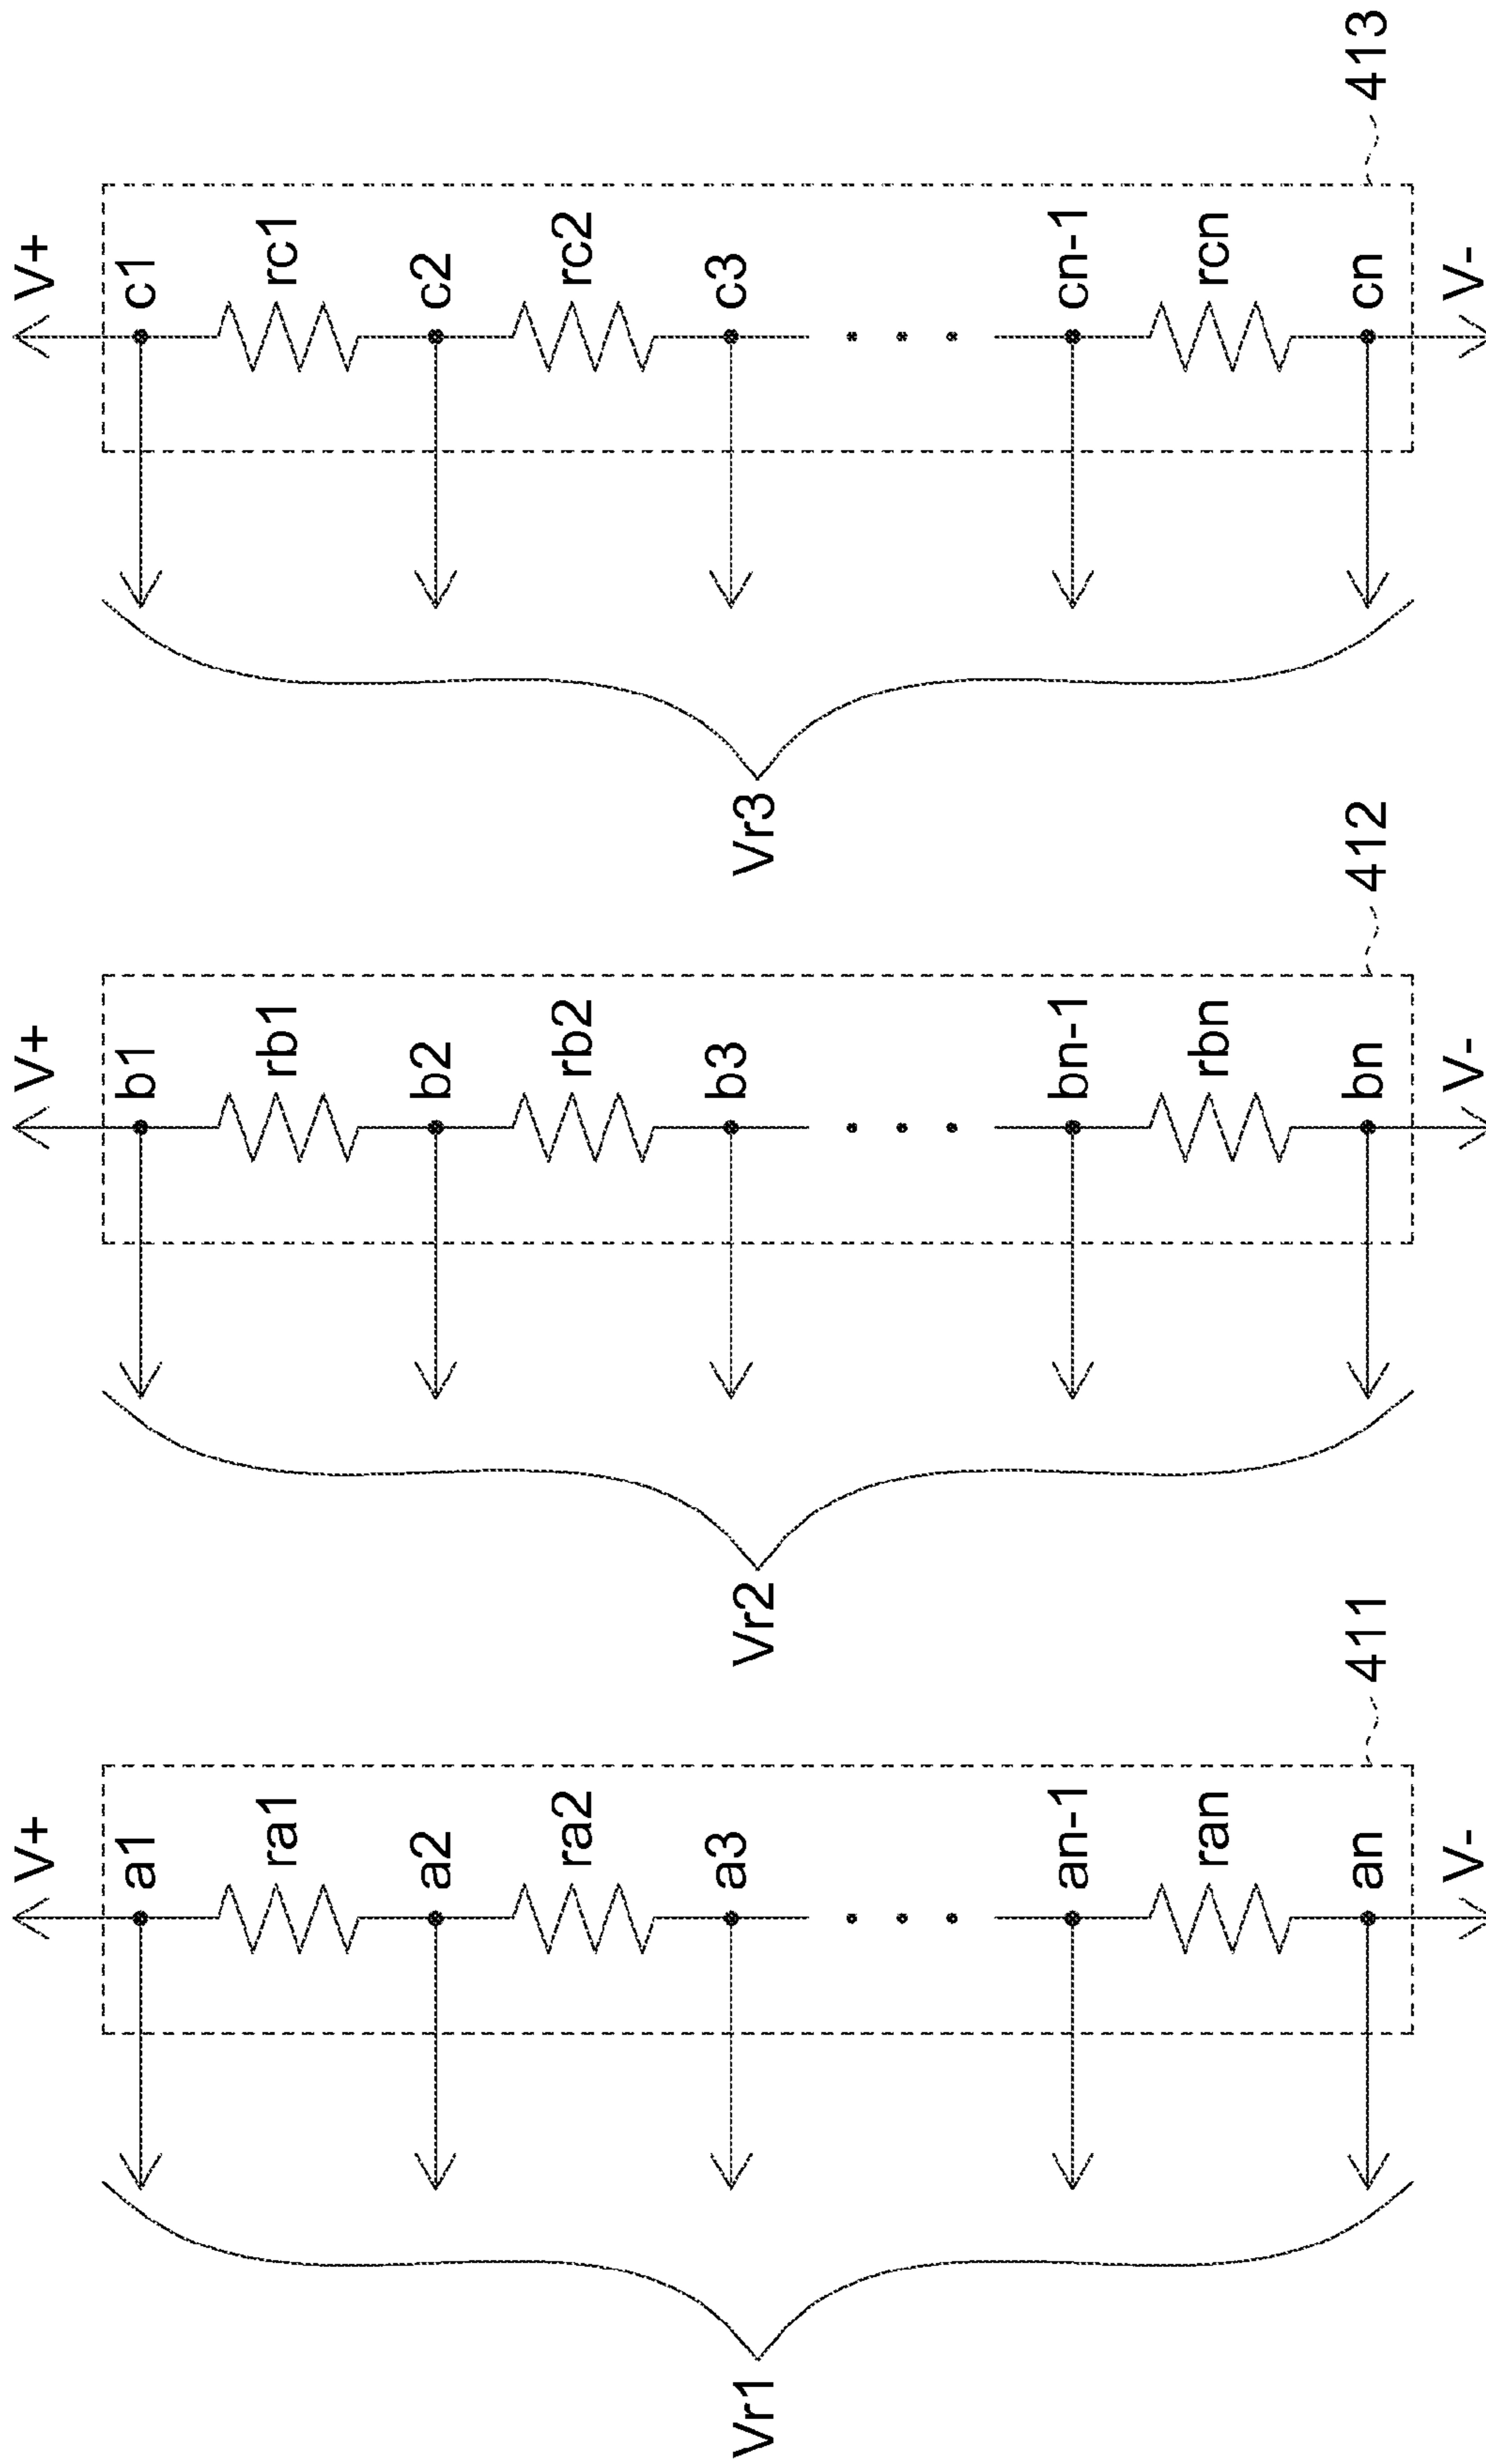 V+
a1
ra1
a2
ra2
a3
an-1
ran
an
V-
411
Vr1
V+
b1
rb1
b2
rb2
b3
bn-1
rbn
bn
V-
412
Vr2
V+
c1
rc1
c2
rc2
c3
cn-1
rcn
cn
V-
413
Vr3